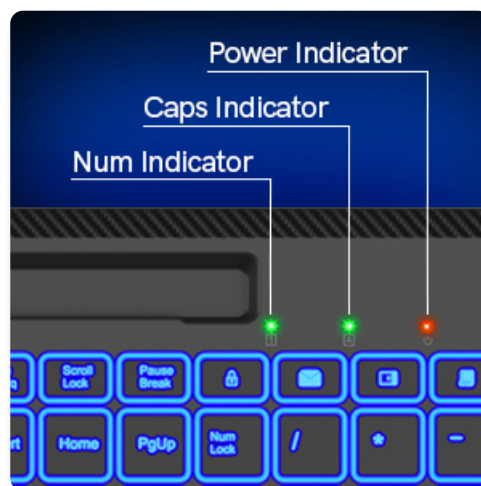 Power Indicator
Caps Indicator
Num Indicator
Scroll Lock
Pause Break
Home
PgUp
Num Lock
/
*
-